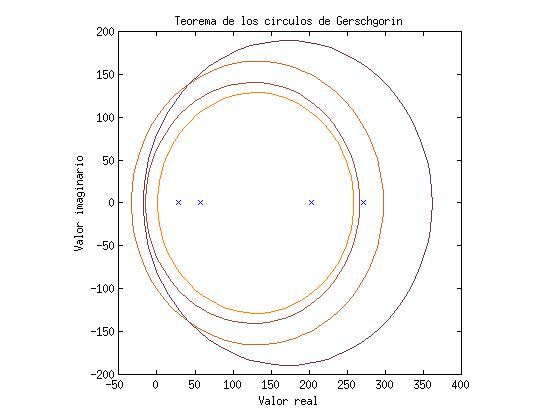 Teorema de los circulos de Gerschgorin
200
150
100
50
0
-50
-100
-150
-200
Valor imaginario
-50 0 50 100 150 200 250 300 350 400
Valor real